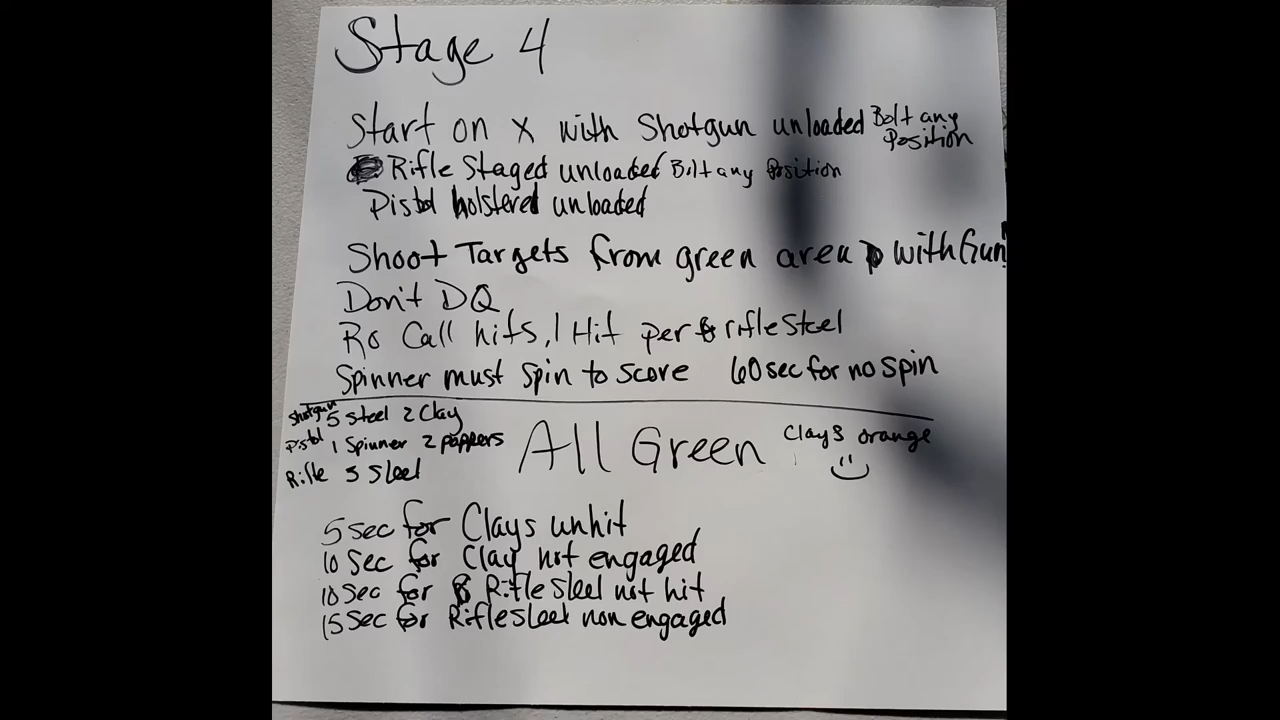 Stage 4
Start on X with Shotgun unloaded Bolt any Position
Rifle Staged unloaded Bolt any Position
Pistol holstered unloaded
Shoot Targets from green area with Gun
Don't DQ
Ro Call hits, 1 Hit per rifle Steel
Spinner must Spin to score 60 sec for no spin
Shotgun 5 Steel 2 Clay
Pistol 1 Spinner 2 poppers
Rifle 3 Steel
All Green
Clays orange
5 sec for Clays unhit
10 Sec for Clay not engaged
10 Sec for Rifle Steel not hit
15 Sec for Rifle Steel non engaged